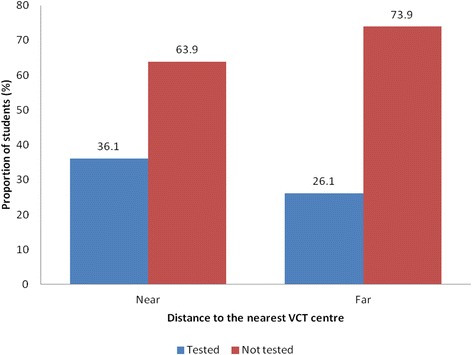 Proportion of students (%)
80
70
60
50
40
30
20
10
0
36.1
63.9
26.1
73.9
Near
Far
Distance to the nearest VCT centre
Tested
Not tested